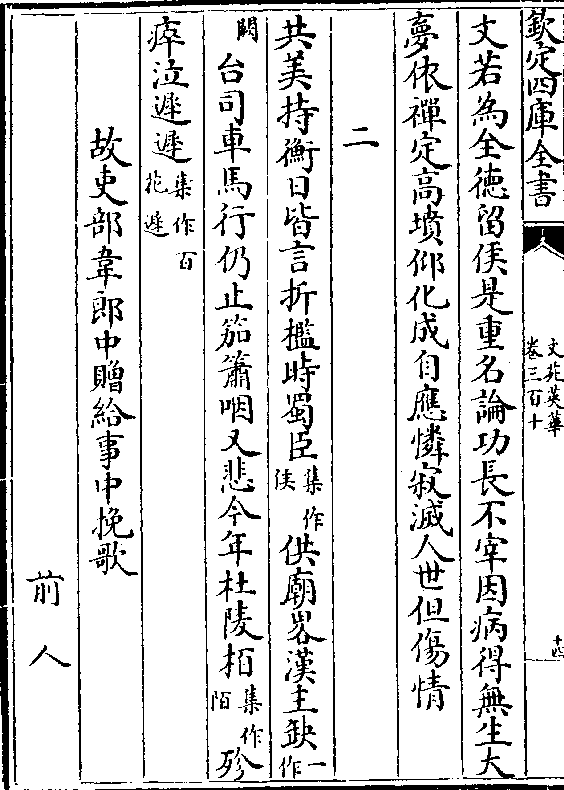 欽定四庫全書
文苑英華
卷三百十
十四
文若為全徳留侯是重名論功長不宰因病得無生大
夢依禪定高墳仰化成自應憐寂滅人世但傷情
二
共美持衡日皆言折檻時蜀臣集作侯供廟畧漢主缺一作
闕台司車馬行仍止笳簫咽又悲今年杜陵柏集作陌殄
瘁泣遲遲集作百花遲
故吏部韋郎中贈給事中挽歌
前人